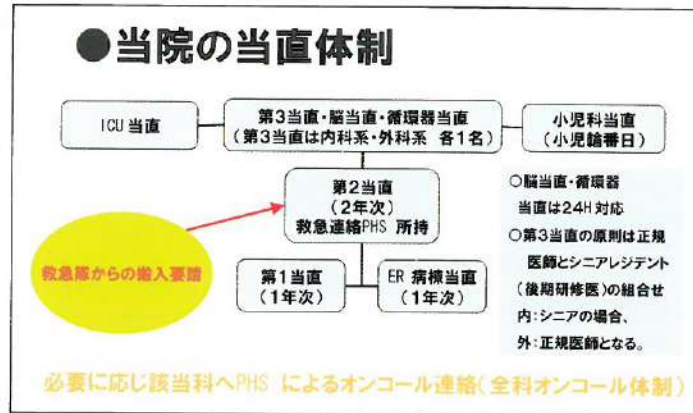 ●当院の当直体制
ICU 当直
第3当直・脳当直・循環器当直
(第3当直は内科系・外科系 各1名)
小児科当直
(小児輪番日)
第2当直
(2年次)
救急連絡PHS 所持
救急隊からの搬入要請
第1当直
(1年次)
ER 病棟当直
(1年次)
○脳当直・循環器
当直は24H 対応
○第3当直の原則は正規
医師とシニアレジデント
(後期研修医)の組合せ
内:シニアの場合、
外:正規医師となる。
必要に応じ該当科へPHS によるオンコール連絡(全科オンコール体制)